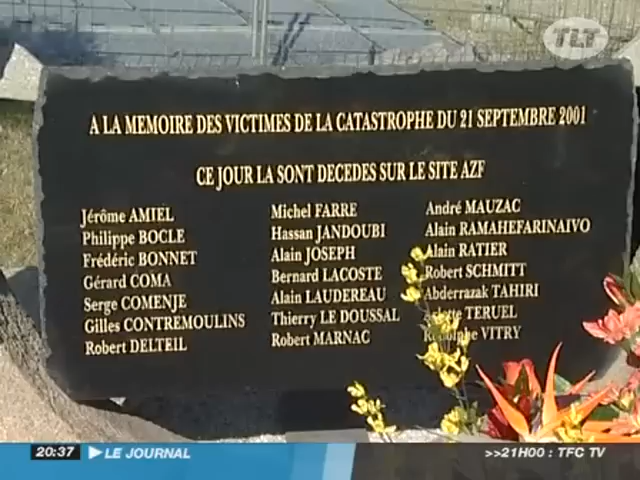 TLT
A LA MEMOIRE DES VICTIMES DE LA CATASTROPHE DU 21 SEPTEMBRE 2001
CE JOUR LA SONT DECEDES SUR LE SITE AZF
Jérôme AMIEL
Philippe BOCLE
Frédéric BONNET
Gérard COMA
Serge COMENJE
Gilles CONTREMOULINS
Robert DELTEIL
Michel FARRE
Hassan JANDOUBI
Alain JOSEPH
Bernard LACOSTE
Alain LAUDEREAU
Thierry LE DOUSSAL
Robert MARNAC
André MAUZAC
Alain RAMAHEFARINAIVO
Alain RATIER
Robert SCHMITT
Abderrazak TAHIRI
TERUEL
VITRY
20:37 LE JOURNAL >>21H00 : TFC TV